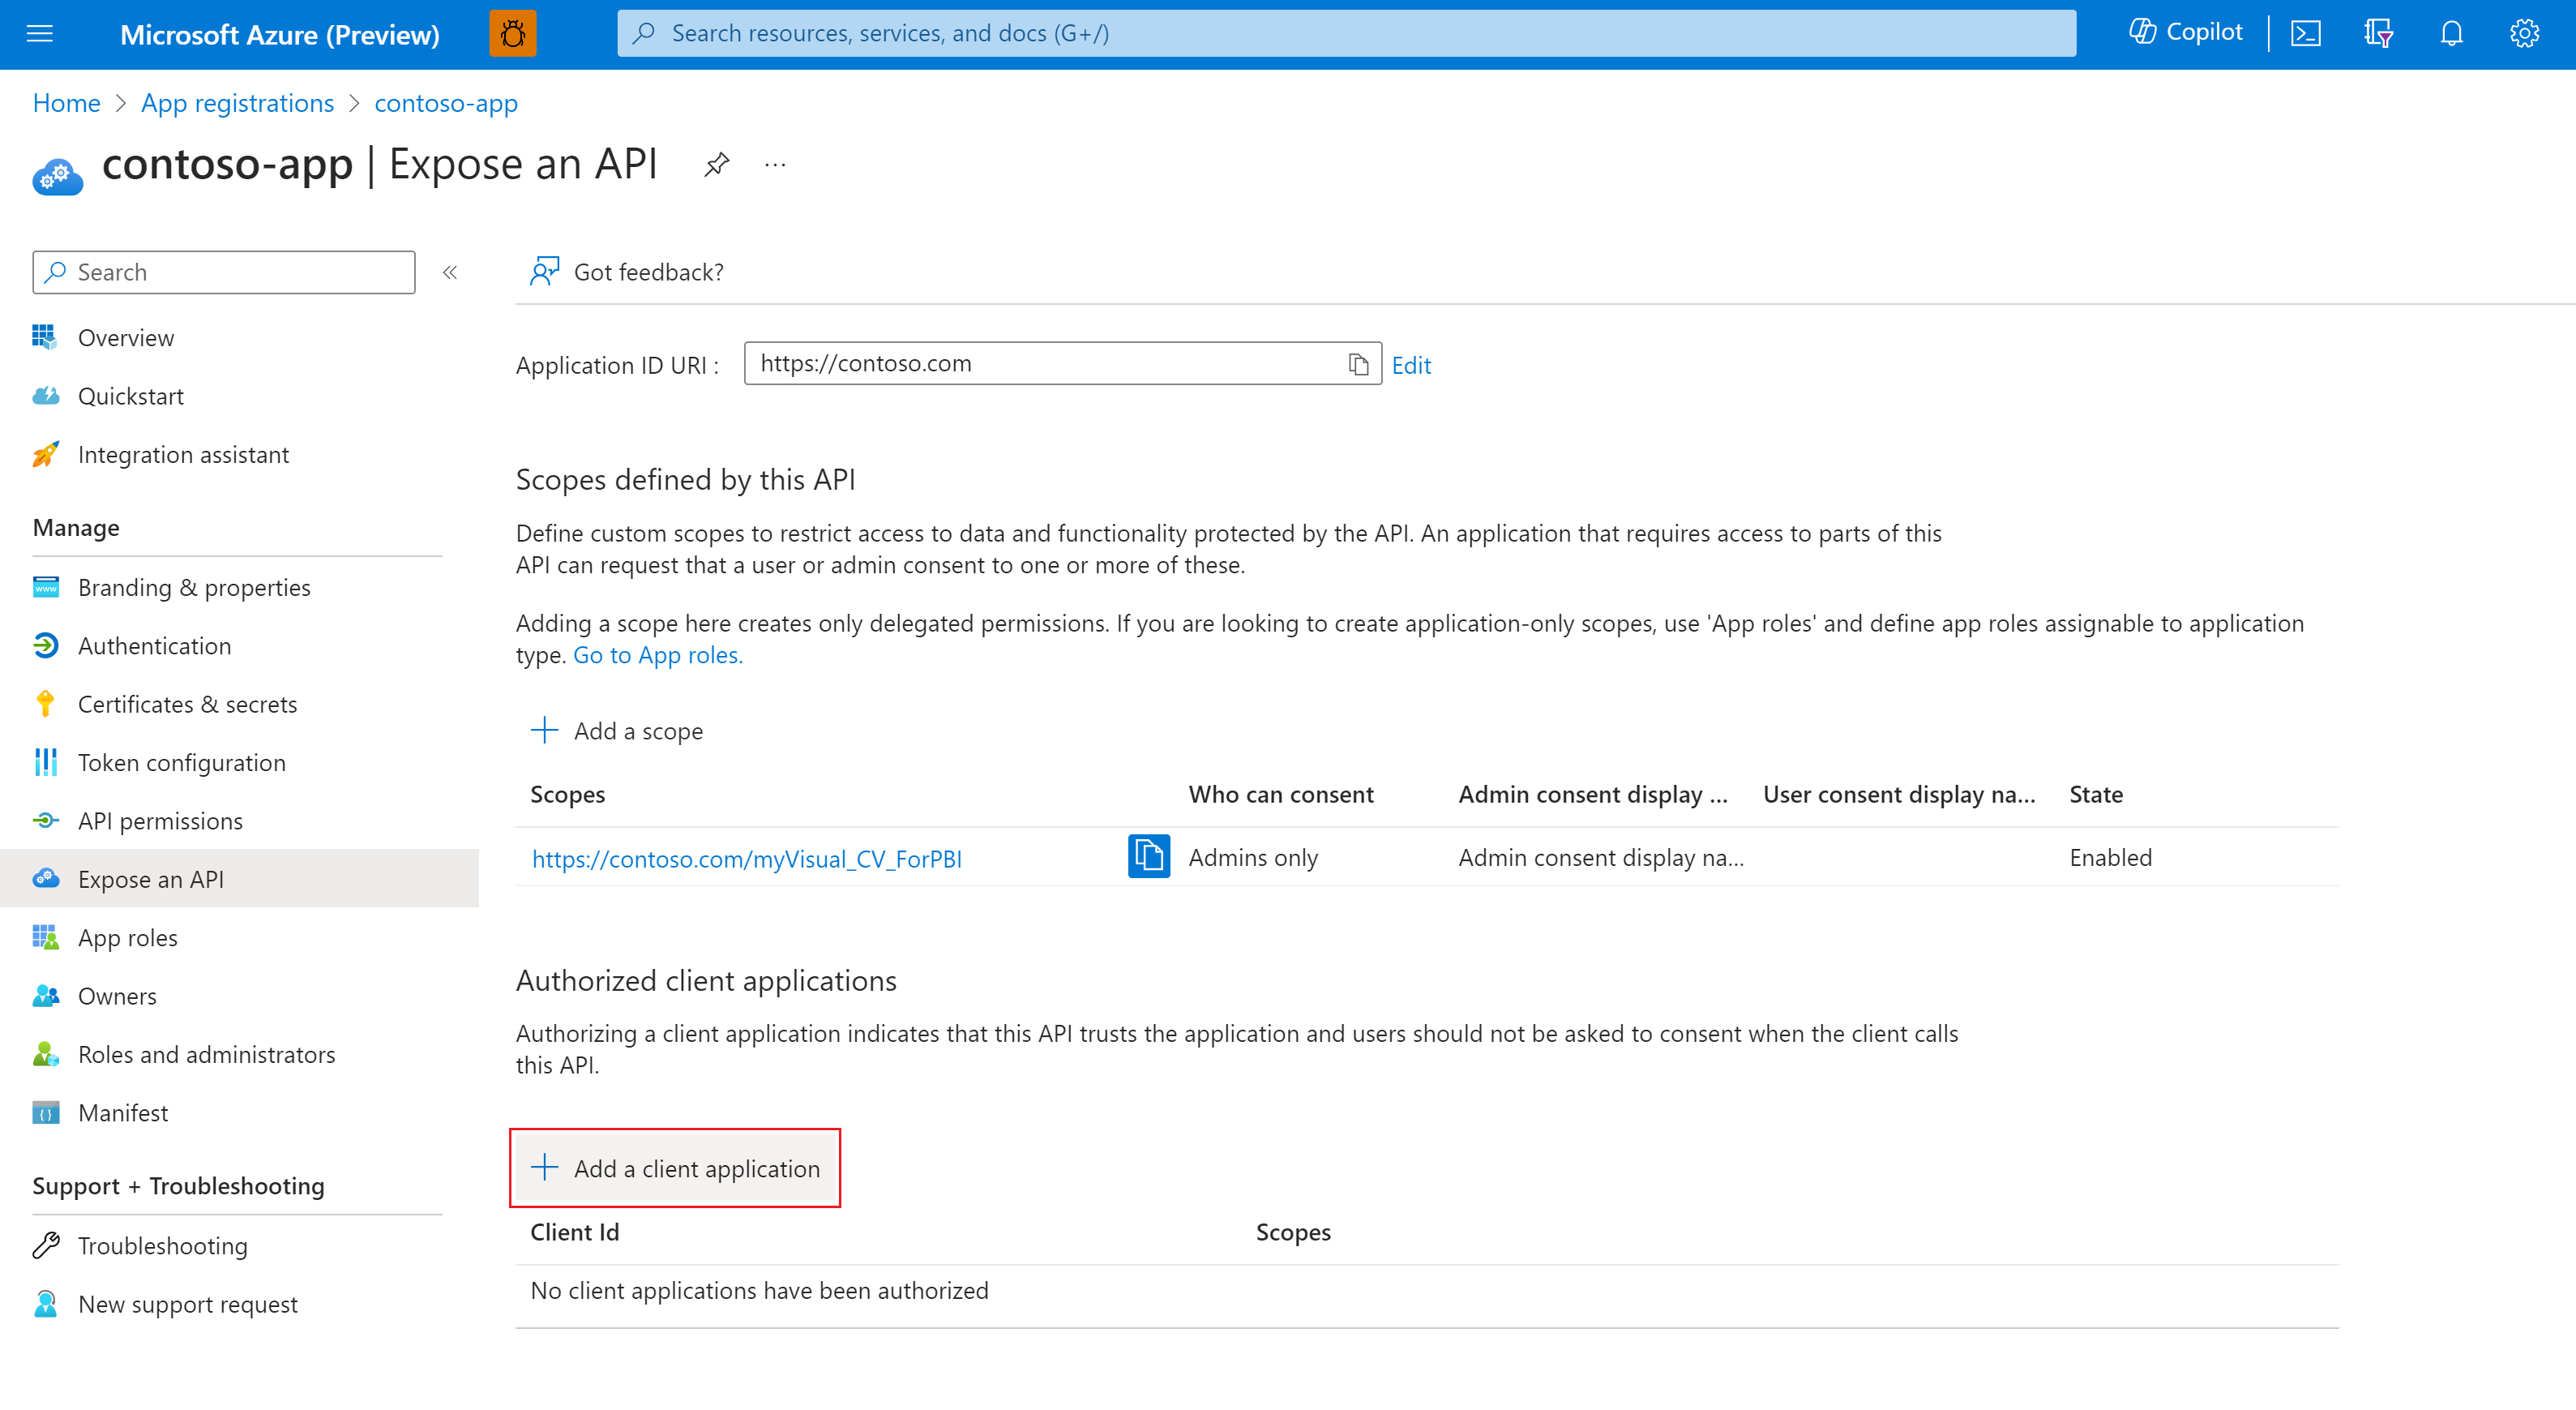 Microsoft Azure (Preview)
Search resources, services, and docs (G+/)
Copilot
Home > App registrations > contoso-app
contoso-app | Expose an API
...
Search
Overview
Quickstart
Integration assistant
Manage
Branding & properties
Authentication
Certificates & secrets
Token configuration
API permissions
Expose an API
App roles
Owners
Roles and administrators
Manifest
Support + Troubleshooting
Troubleshooting
New support request
Got feedback?
Application ID URI :
https://contoso.com
Edit
Scopes defined by this API
Define custom scopes to restrict access to data and functionality protected by the API. An application that requires access to parts of this
API can request that a user or admin consent to one or more of these.
Adding a scope here creates only delegated permissions. If you are looking to create application-only scopes, use 'App roles' and define app roles assignable to application
type. Go to App roles.
Add a scope
Scopes Who can consent Admin consent display ... User consent display na... State
https://contoso.com/myVisual_CV_ForPBI Admins only Admin consent display na... Enabled
Authorized client applications
Authorizing a client application indicates that this API trusts the application and users should not be asked to consent when the client calls
this API.
Add a client application
Client Id Scopes
No client applications have been authorized